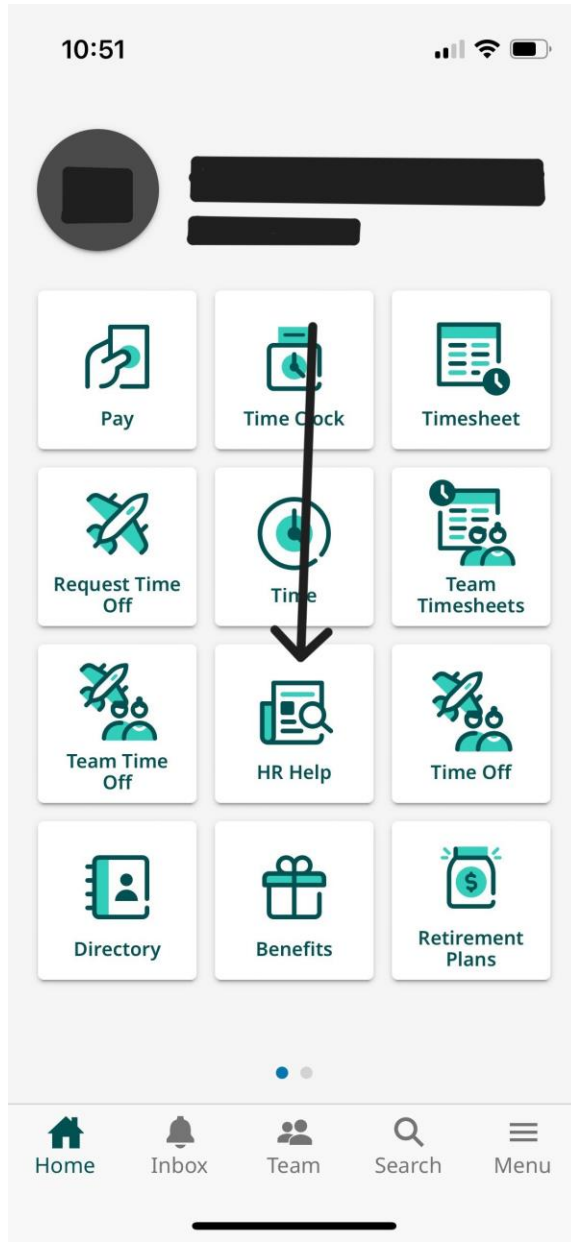 10:51
Pay
Time Clock
Timesheet
Request Time
Off
Time
Team
Timesheets
Team Time
Off
HR Help
Time Off
Directory
Benefits
Retirement
Plans
Home
Inbox
Team
Search
Menu